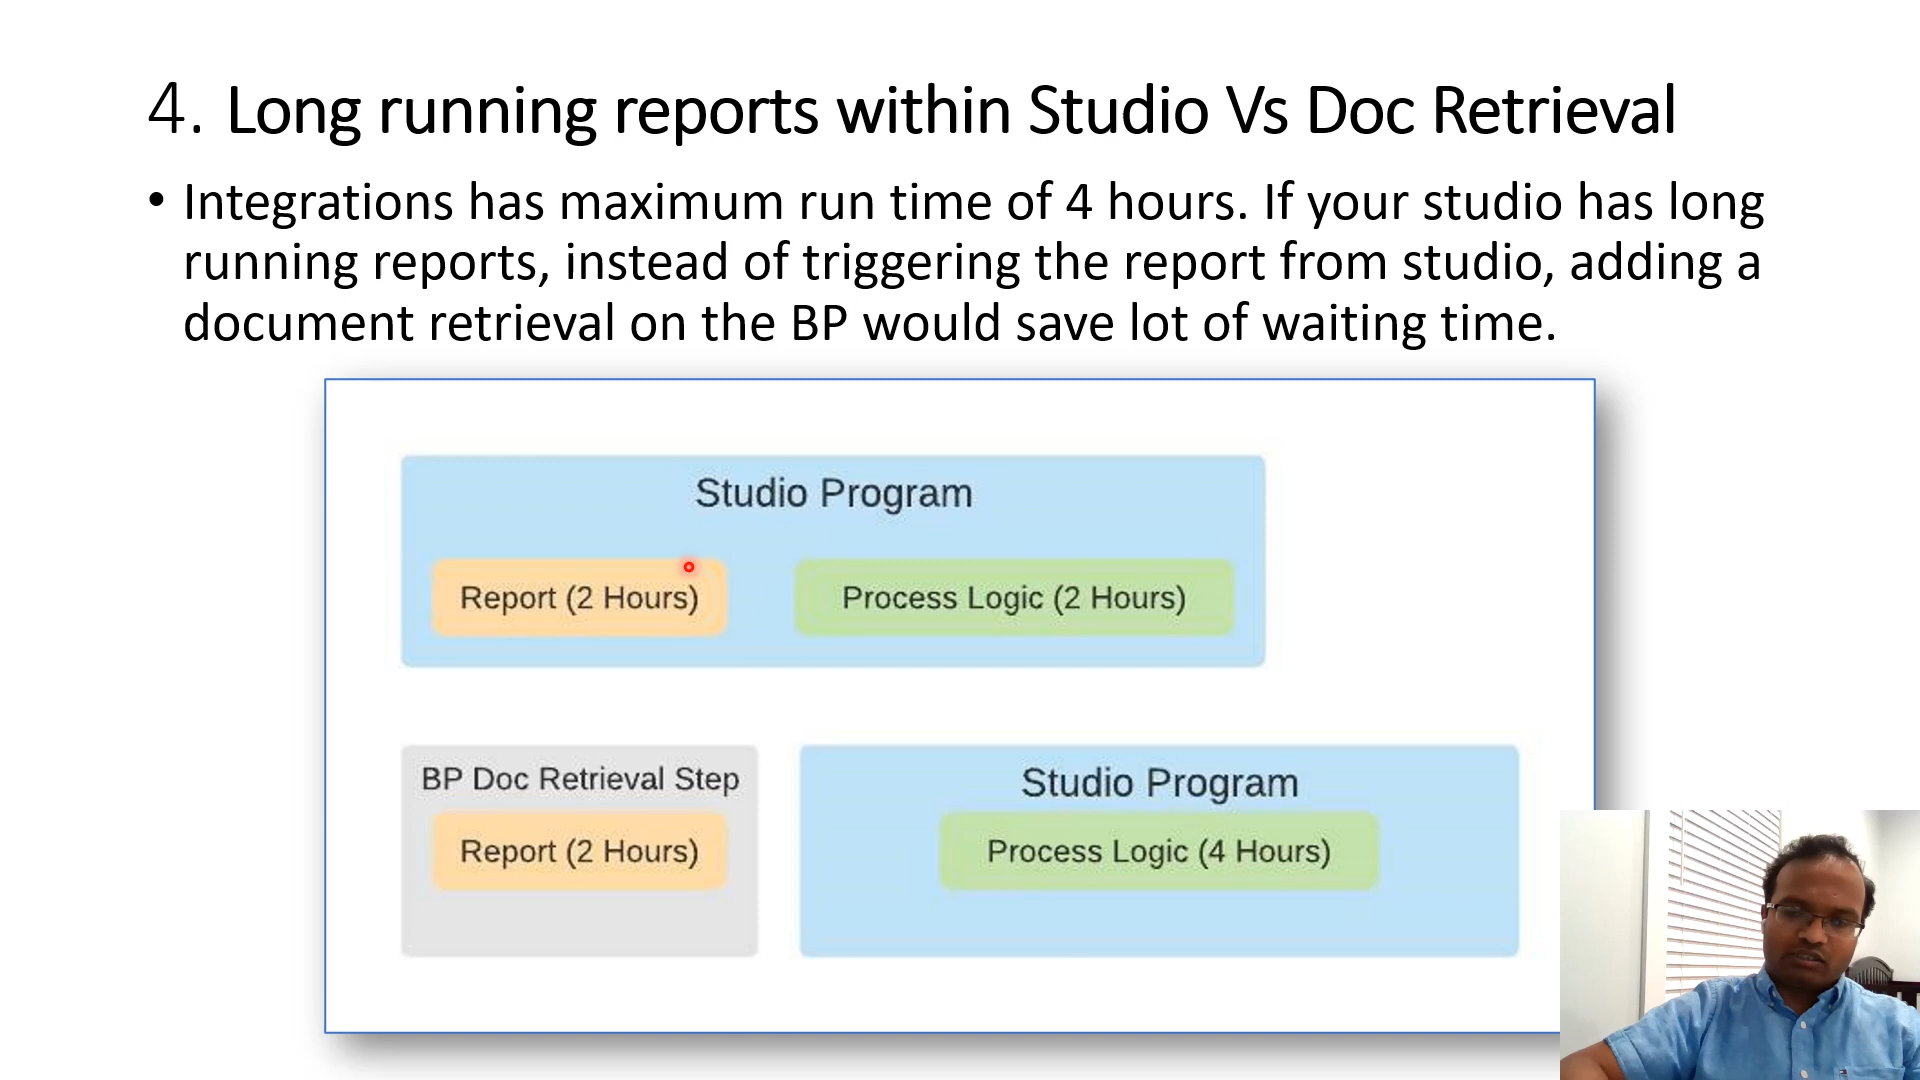 4. Long running reports within Studio Vs Doc Retrieval
• Integrations has maximum run time of 4 hours. If your studio has long
running reports, instead of triggering the report from studio, adding a
document retrieval on the BP would save lot of waiting time.
Studio Program
Report (2 Hours)
Process Logic (2 Hours)
BP Doc Retrieval Step
Report (2 Hours)
Studio Program
Process Logic (4 Hours)